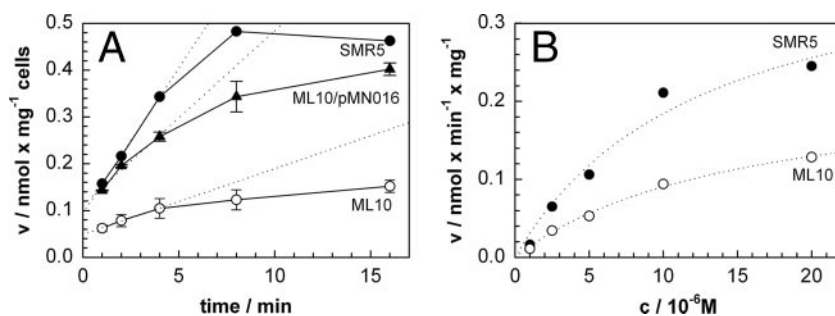 A
v / nmol x mg⁻¹ cells
0.5
0.4
0.3
0.2
0.1
0.0
SMR5
ML10/pMN016
ML10
0 5 10 15
time / min
B
v / nmol x min⁻¹ x mg⁻¹
0.3
0.2
0.1
0.0
SMR5
ML10
0 5 10 15 20
c / 10⁻⁶M